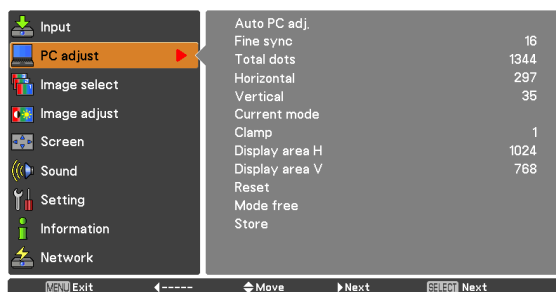 Input
PC adjust
Image select
Image adjust
Screen
Sound
Setting
Information
Network
Auto PC adj.
Fine sync 16
Total dots 1344
Horizontal 297
Vertical 35
Current mode
Clamp 1
Display area H 1024
Display area V 768
Reset
Mode free
Store
MENU Exit ◀----- Move ▶Next SELECT Next